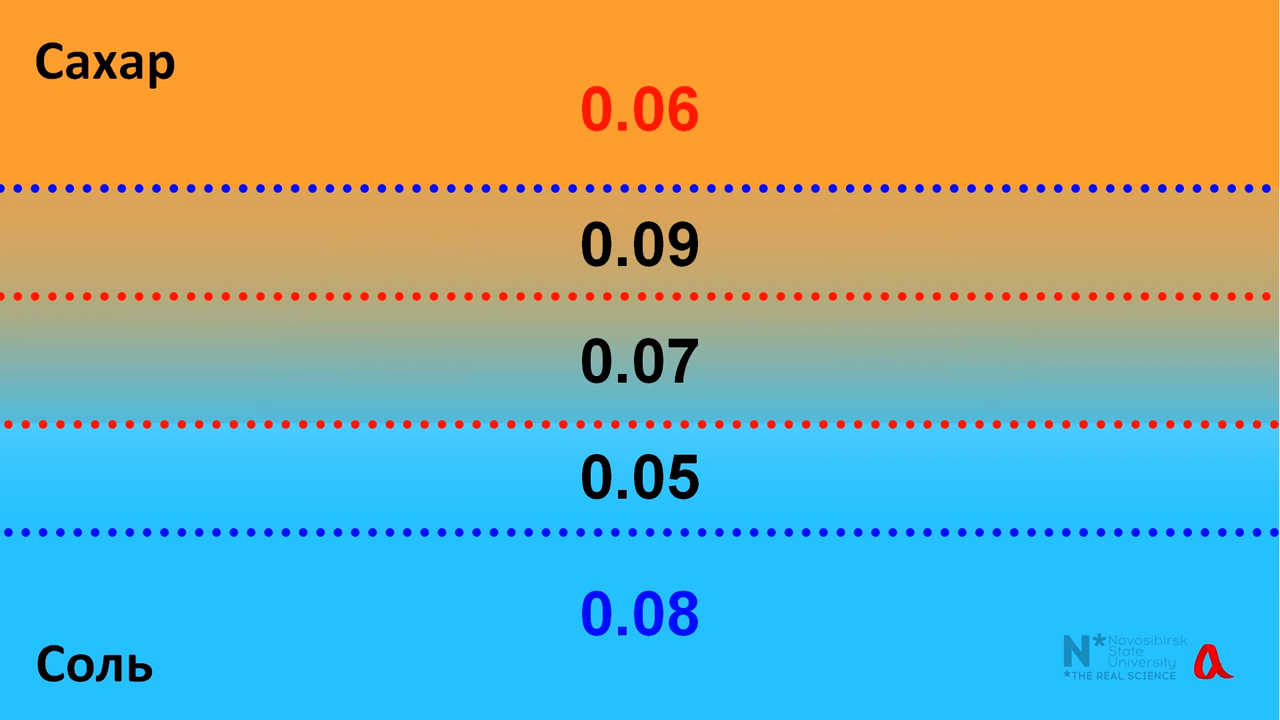 Сахар
0.06
0.09
0.07
0.05
0.08
Соль
N* Novosibirsk
State
University
*THE REAL SCIENCE
a